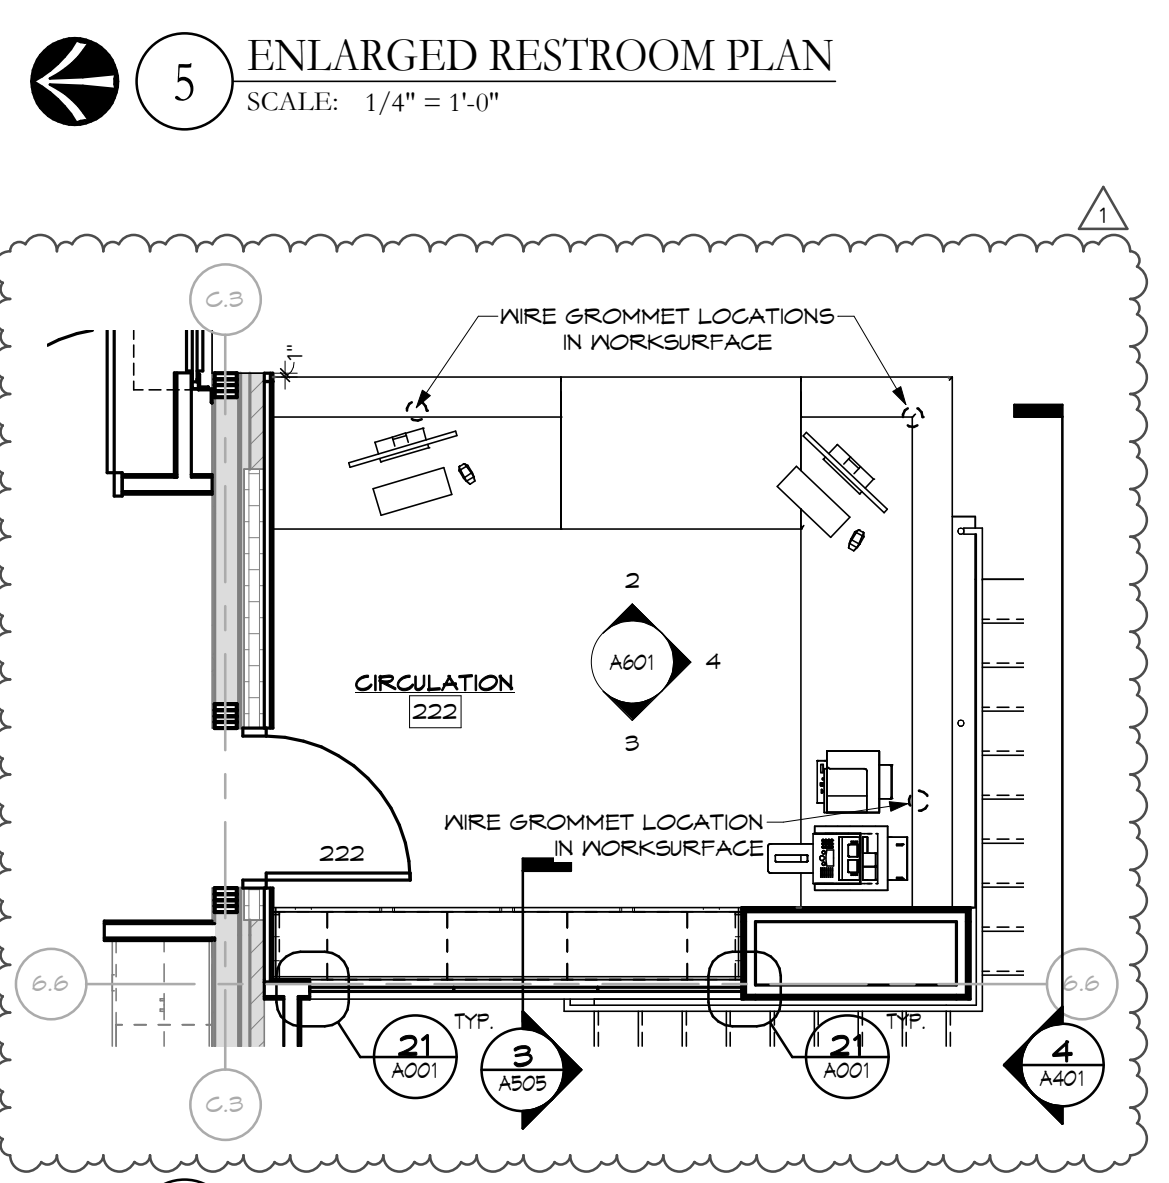 5
ENLARGED RESTROOM PLAN
SCALE: 1/4" = 1'-0"
1
C.3
WIRE GROMMET LOCATIONS
IN WORKSURFACE
1"
2
A601
4
3
CIRCULATION
222
WIRE GROMMET LOCATION
IN WORKSURFACE
222
6.6
6.6
TYP.
TYP.
21
A001
3
A505
21
A001
4
A401
C.3